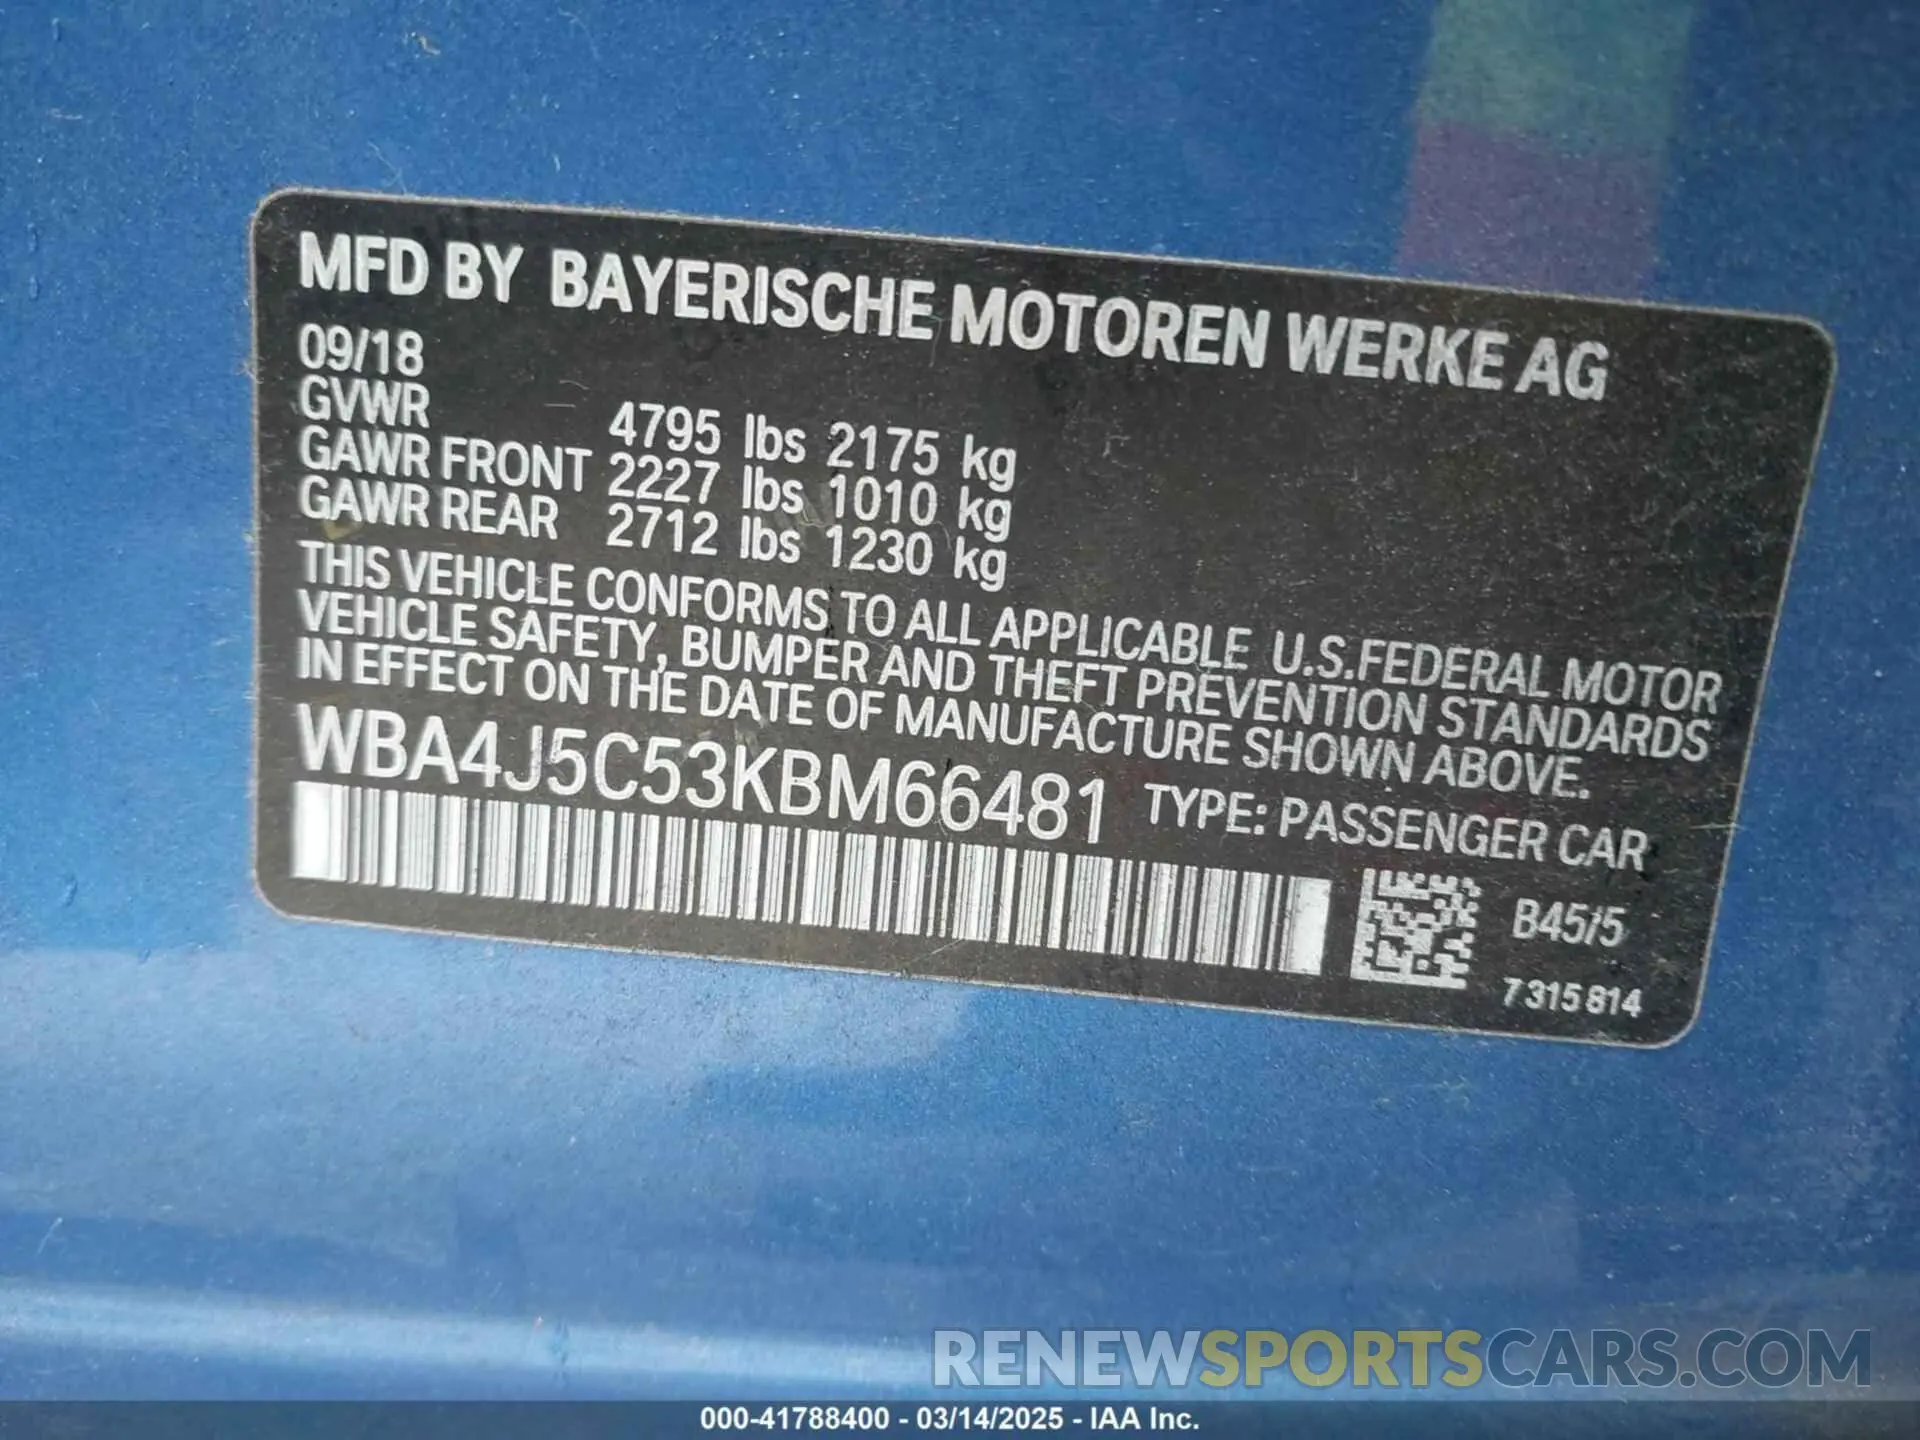 MFD BY BAYERISCHE MOTOREN WERKE AG
09/18
GVWR 4795 lbs 2175 kg
GAWR FRONT 2227 lbs 1010 kg
GAWR REAR 2712 lbs 1230 kg
THIS VEHICLE CONFORMS TO ALL APPLICABLE U.S.FEDERAL MOTOR
VEHICLE SAFETY, BUMPER AND THEFT PREVENTION STANDARDS
IN EFFECT ON THE DATE OF MANUFACTURE SHOWN ABOVE.
WBA4J5C53KBM66481 TYPE: PASSENGER CAR
B45/5
7315814
RENEWSPORTSCARS.COM
000-41788400 - 03/14/2025 - IAA Inc.